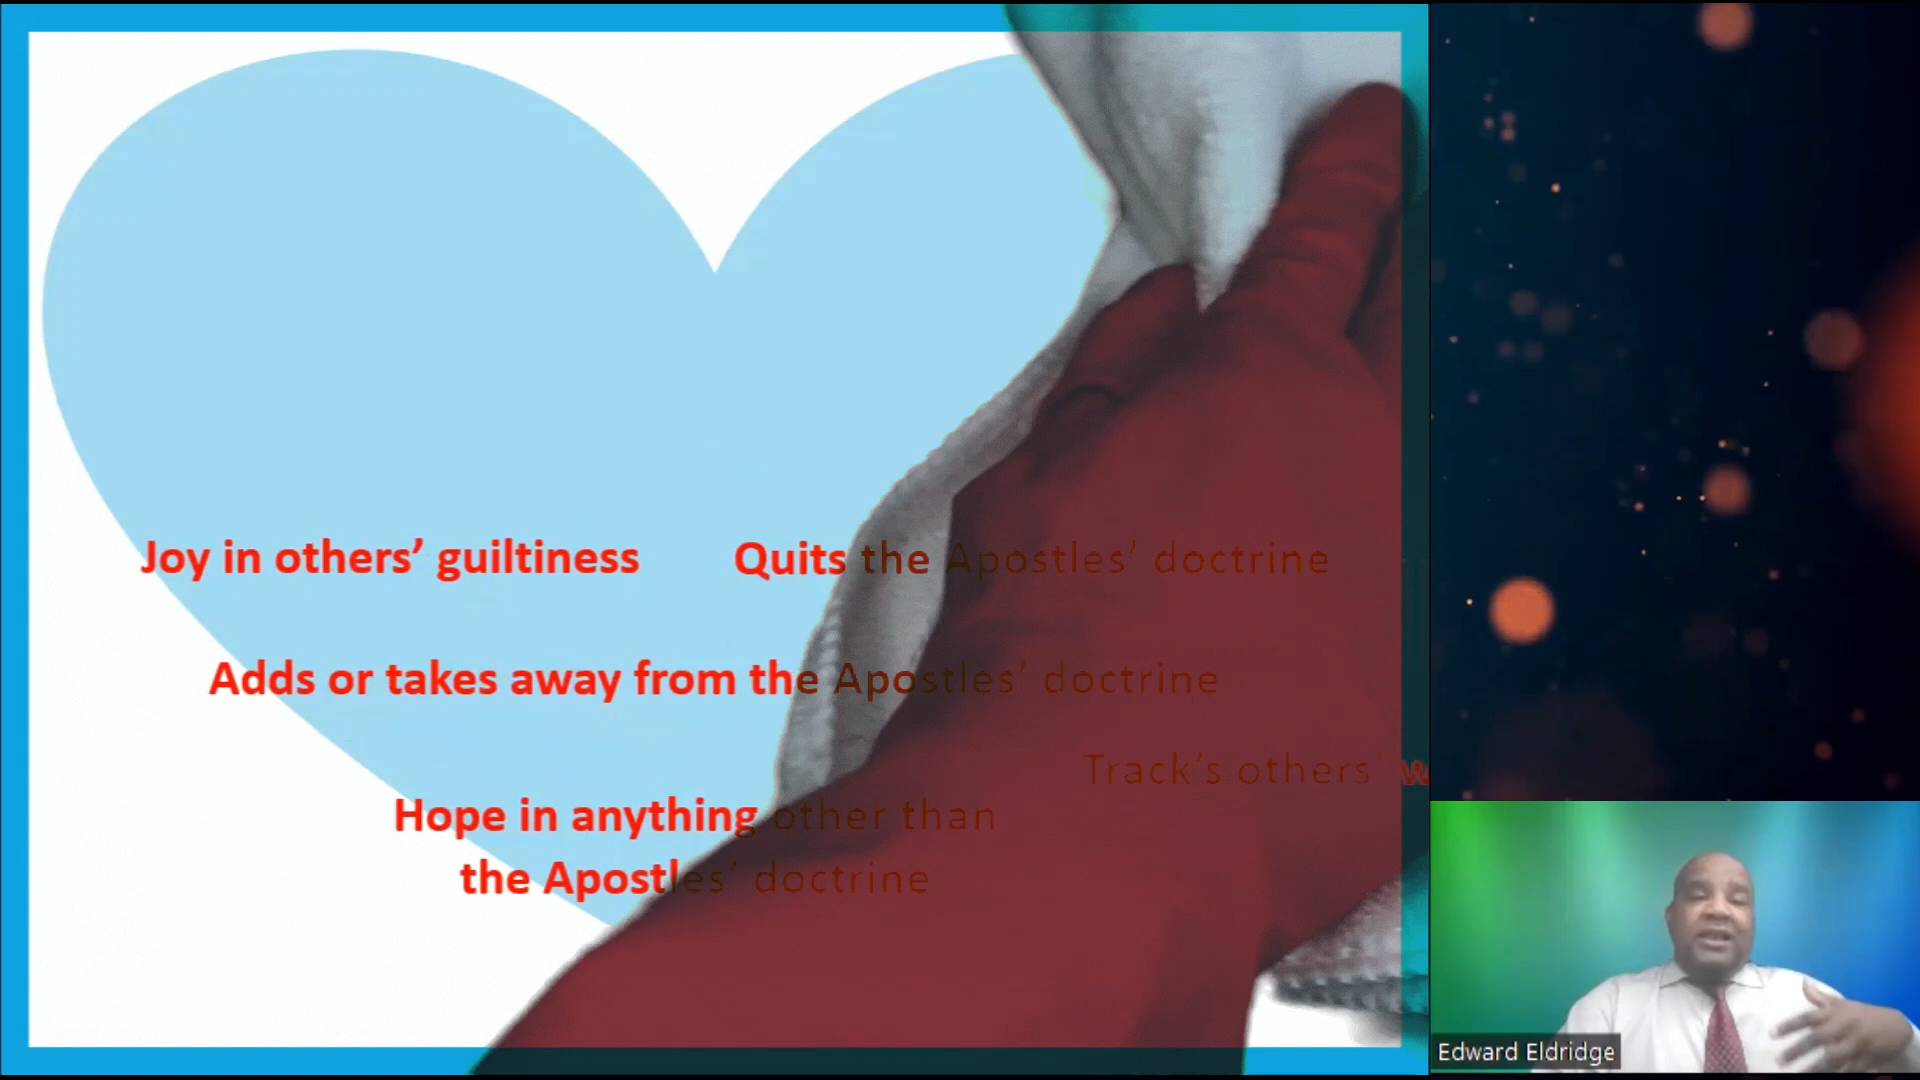 Joy in others’ guiltiness
Quits the Apostles’ doctrine
Adds or takes away from the Apostles’ doctrine
Track’s others’ w
Hope in anything other than
the Apostles’ doctrine
Edward Eldridge